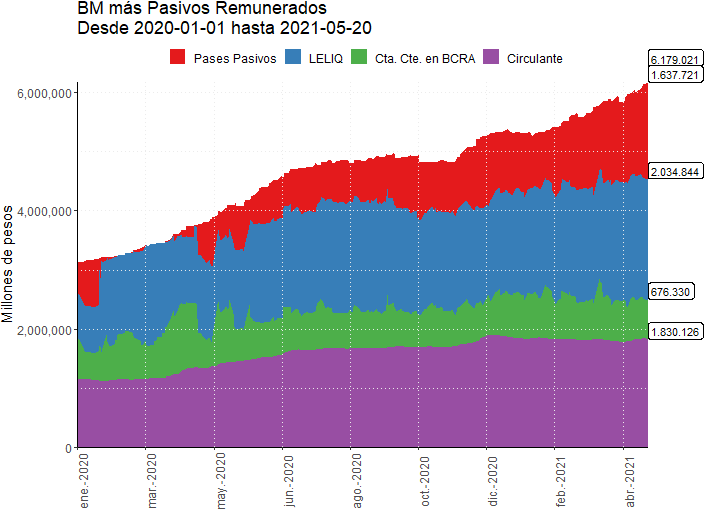 BM más Pasivos Remunerados
Desde 2020-01-01 hasta 2021-05-20
Pases Pasivos LELIQ Cta. Cte. en BCRA Circulante
6.179.021
1.637.721
2.034.844
676.330
1.830.126
Millones de pesos
6,000,000
4,000,000
2,000,000
0
ene.-2020
mar.-2020
may.-2020
jun.-2020
ago.-2020
oct.-2020
dic.-2020
feb.-2021
abr.-2021